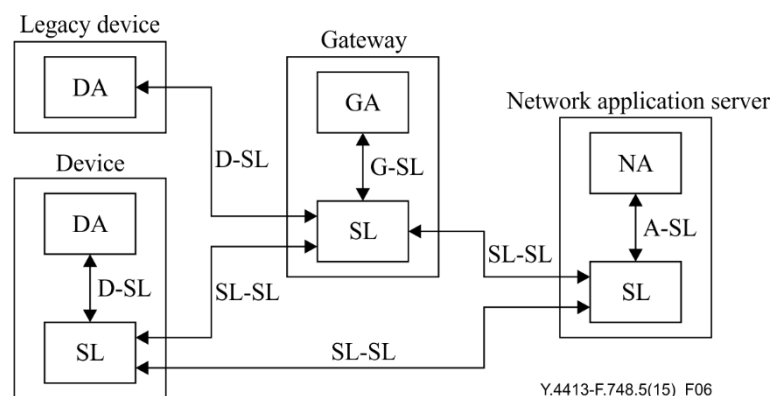 Legacy device
DA
Gateway
GA
Network application server
D-SL
G-SL
NA
Device
DA
SL
A-SL
SL-SL
D-SL
SL-SL
SL
SL
SL-SL
Y.4413-F.748.5(15)_F06